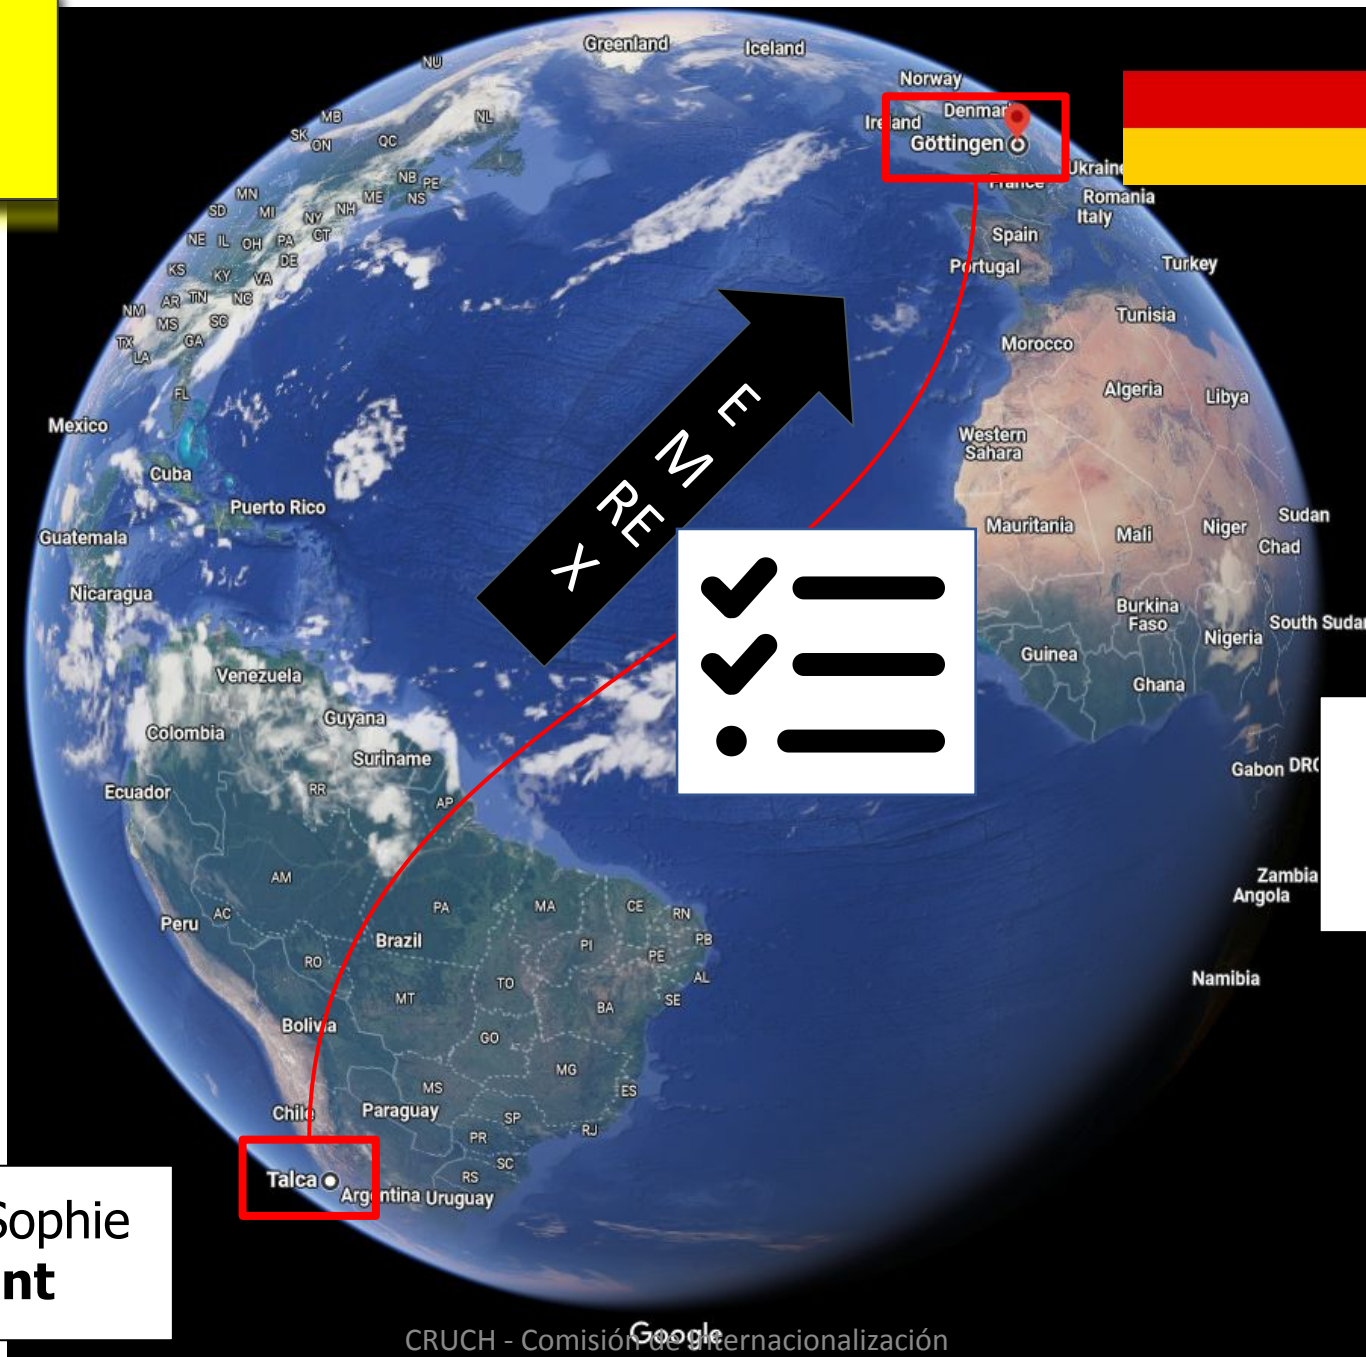 Greenland
Iceland
NU
Norway
MB
NL
Denmar
SK
ON
QC
Ireland
Göttingen
NB
PE
Ukraine
France
MN
ME
NS
Romania
SD
MI
NY
NH
Italy
NE
IL
OH
PA
CT
Spain
DE
KS
KY
VA
Portugal
Turkey
AR
TN
NC
NM
MS
SC
Tunisia
TX
LA
GA
Morocco
FL
Algeria
Libya
Mexico
Western
Sahara
Cuba
Puerto Rico
Mauritania
Mali
Niger
Sudan
Guatemala
Chad
X RE M E
Nicaragua
Burkina
Faso
Nigeria
South Sudan
Guinea
Venezuela
Ghana
Guyana
Colombia
Suriname
Gabon
DRC
Ecuador
RR
AP
AM
Zambia
Angola
AC
PA
MA
CE
RN
Peru
Brazil
PI
PB
RO
PE
TO
AL
Namibia
MT
BA
SE
Bolivia
GO
MG
MS
ES
Chile
Paraguay
SP
PR
RJ
SC
Talca
RS
Argentina
Uruguay
Sophie
nt
Google
CRUCH - Comisión de Internacionalización